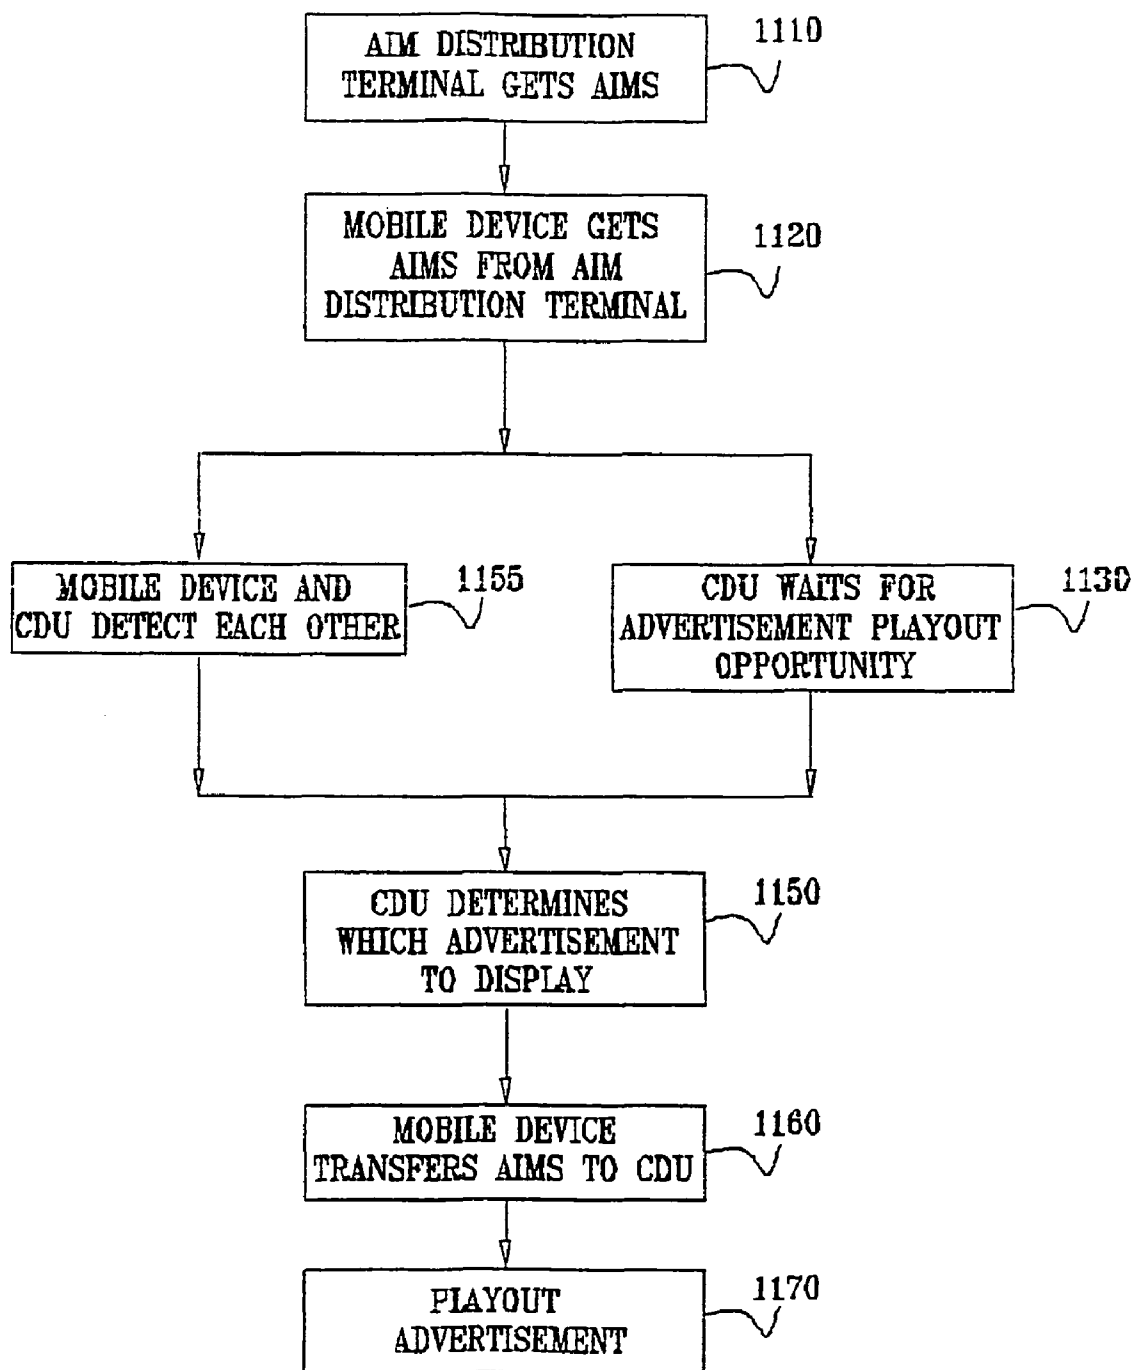 AIM DISTRIBUTION
TERMINAL GETS AIMS
1110
MOBILE DEVICE GETS
AIMS FROM AIM
DISTRIBUTION TERMINAL
1120
MOBILE DEVICE AND
CDU DETECT EACH OTHER
1155
CDU WAITS FOR
ADVERTISEMENT PLAYOUT
OPPORTUNITY
1130
CDU DETERMINES
WHICH ADVERTISEMENT
TO DISPLAY
1150
MOBILE DEVICE
TRANSFERS AIMS TO CDU
1160
PLAYOUT
ADVERTISEMENT
1170